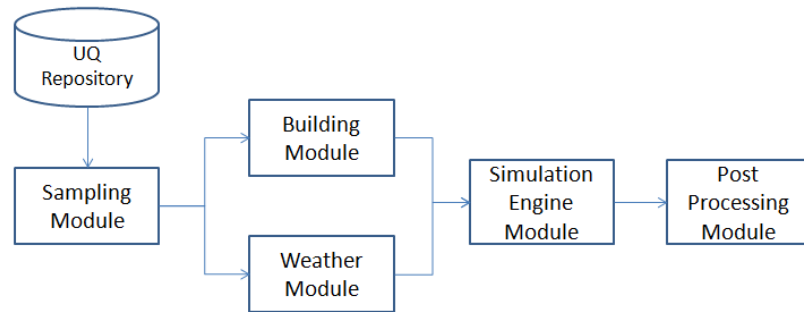 UQ
Repository
Sampling
Module
Building
Module
Weather
Module
Simulation
Engine
Module
Post
Processing
Module